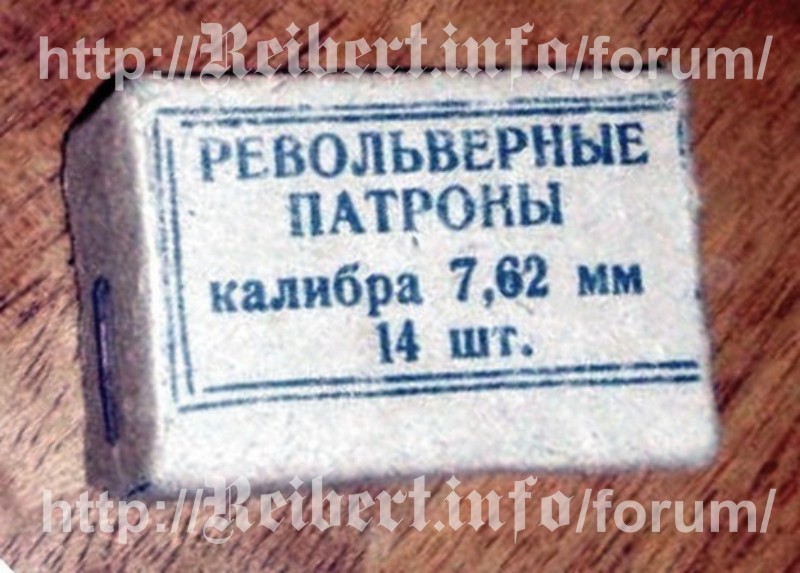 http://Reibert.info/forum/
РЕВОЛЬВЕРНЫЕ
ПАТРОНЫ
калибра 7,62 мм
14 шт.
http://Reibert.info/forum/